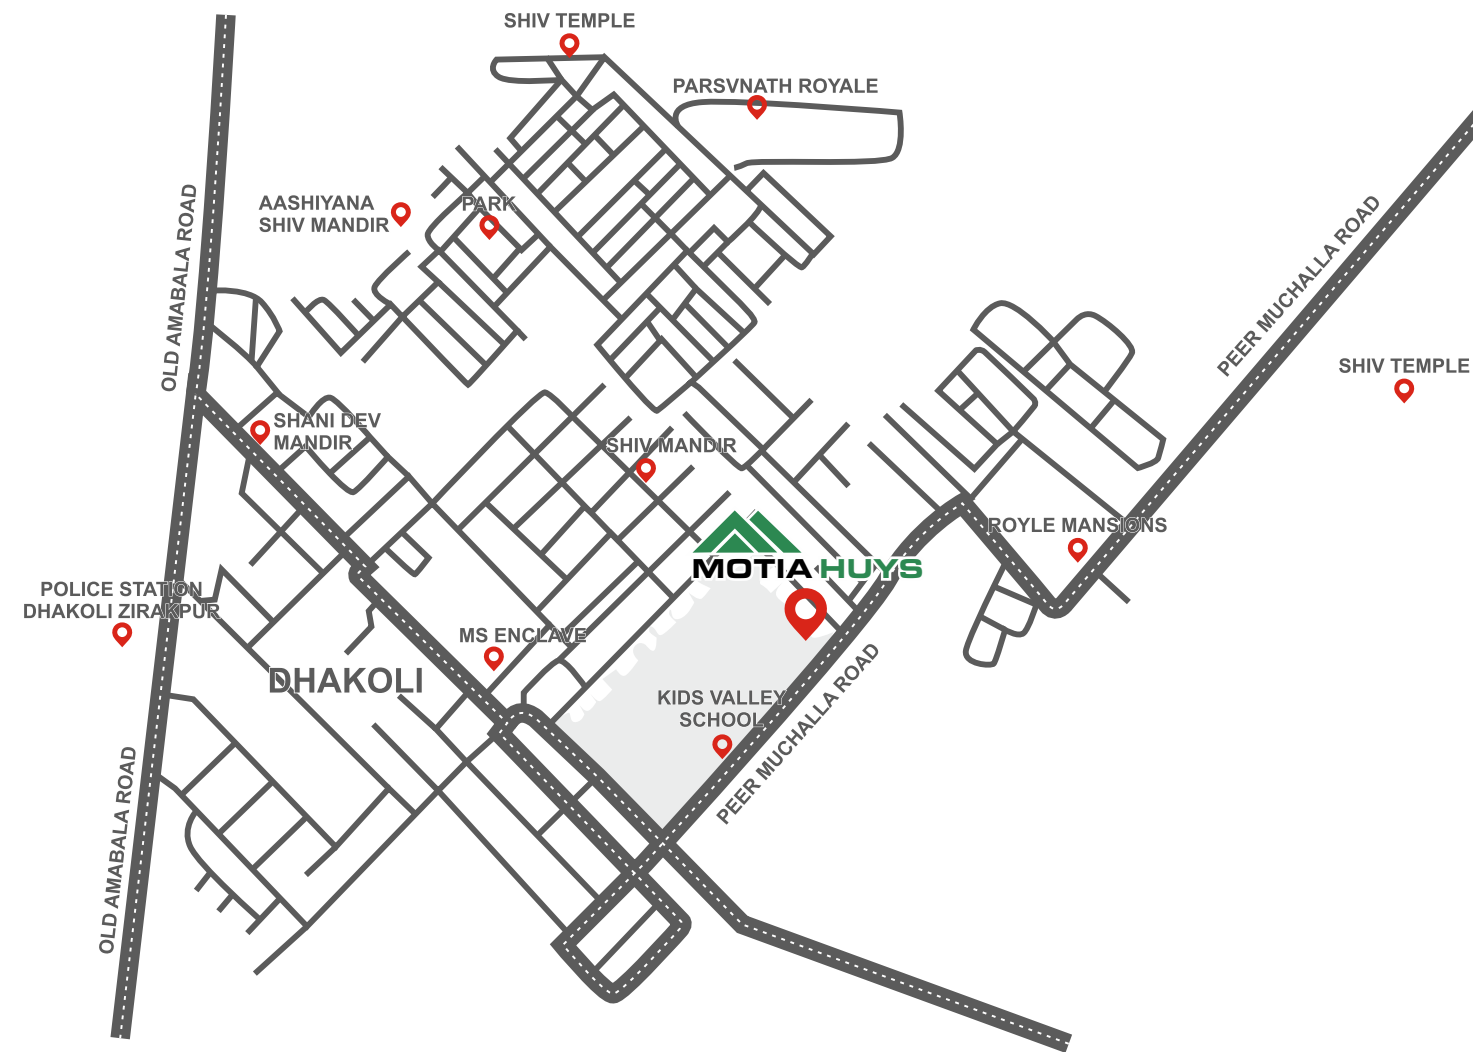 SHIV TEMPLE
PARSVNATH ROYALE
AASHIYANA
SHIV MANDIR
PARK
OLD AMABALA ROAD
PEER MUCHALLA ROAD
SHIV TEMPLE
SHANI DEV
MANDIR
SHIV MANDIR
ROYLE MANSIONS
MOTIA HUYS
POLICE STATION
DHAKOLI ZIRAKPUR
MS ENCLAVE
DHAKOLI
KIDS VALLEY
SCHOOL
PEER MUCHALLA ROAD
OLD AMABALA ROAD